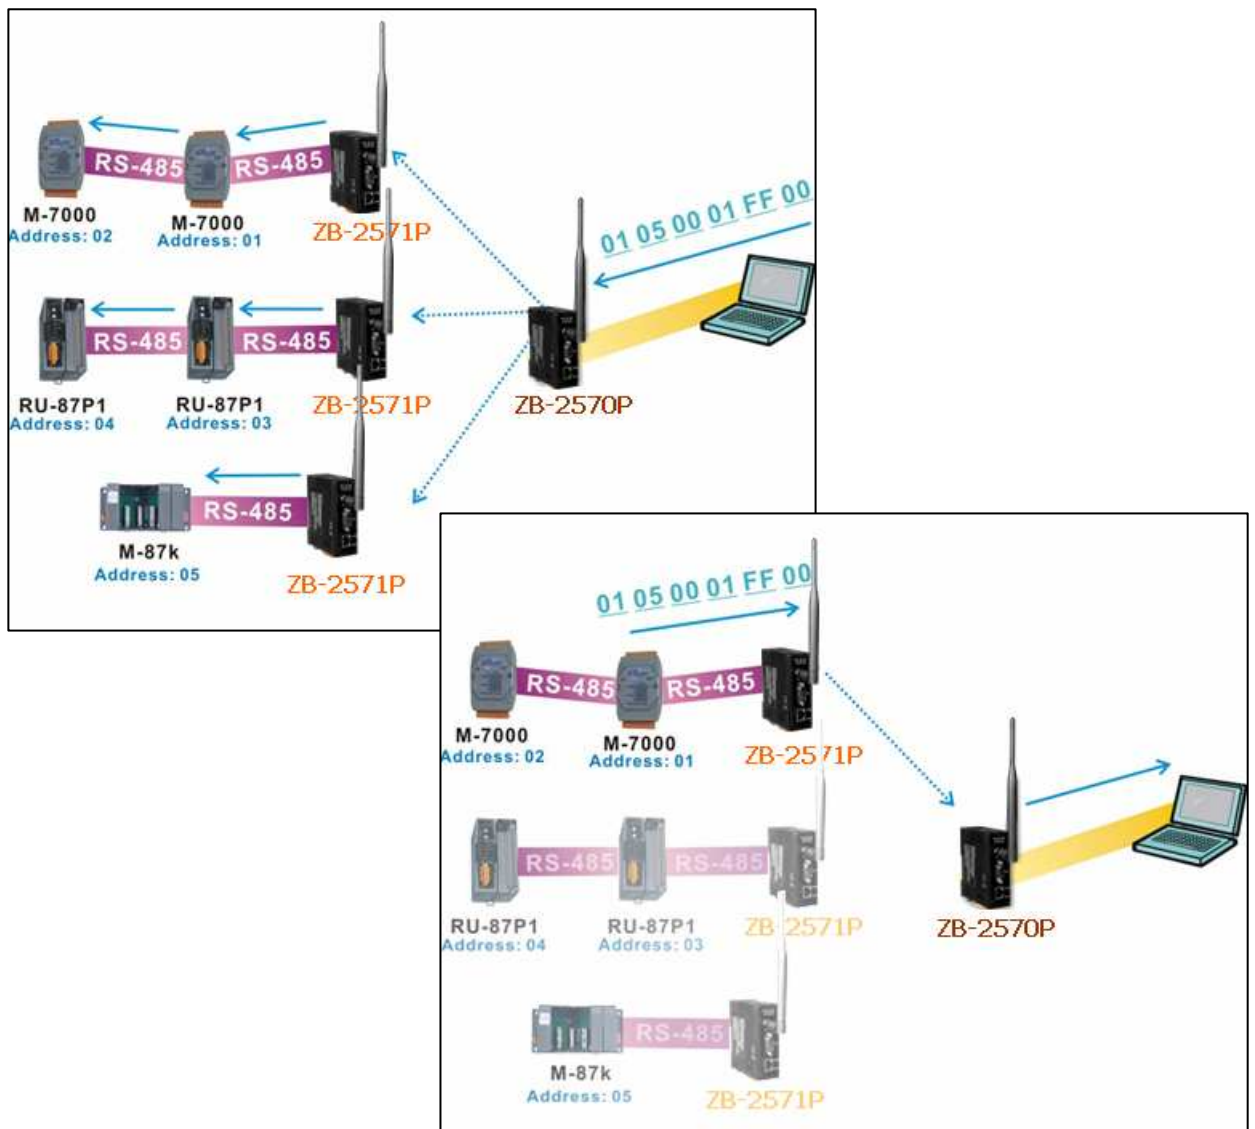 01 05 00 01 FF 00
RS-485 RS-485
M-7000
Address: 02
M-7000
Address: 01
ZB-2571P
RS-485 RS-485
RU-87P1
Address: 04
RU-87P1
Address: 03
ZB-2571P
ZB-2570P
RS-485
M-87k
Address: 05
ZB-2571P
01 05 00 01 FF 00
RS-485 RS-485
M-7000
Address: 02
M-7000
Address: 01
ZB-2571P
RS-485 RS-485
RU-87P1
Address: 04
RU-87P1
Address: 03
ZB-2571P
ZB-2570P
RS-485
M-87k
Address: 05
ZB-2571P